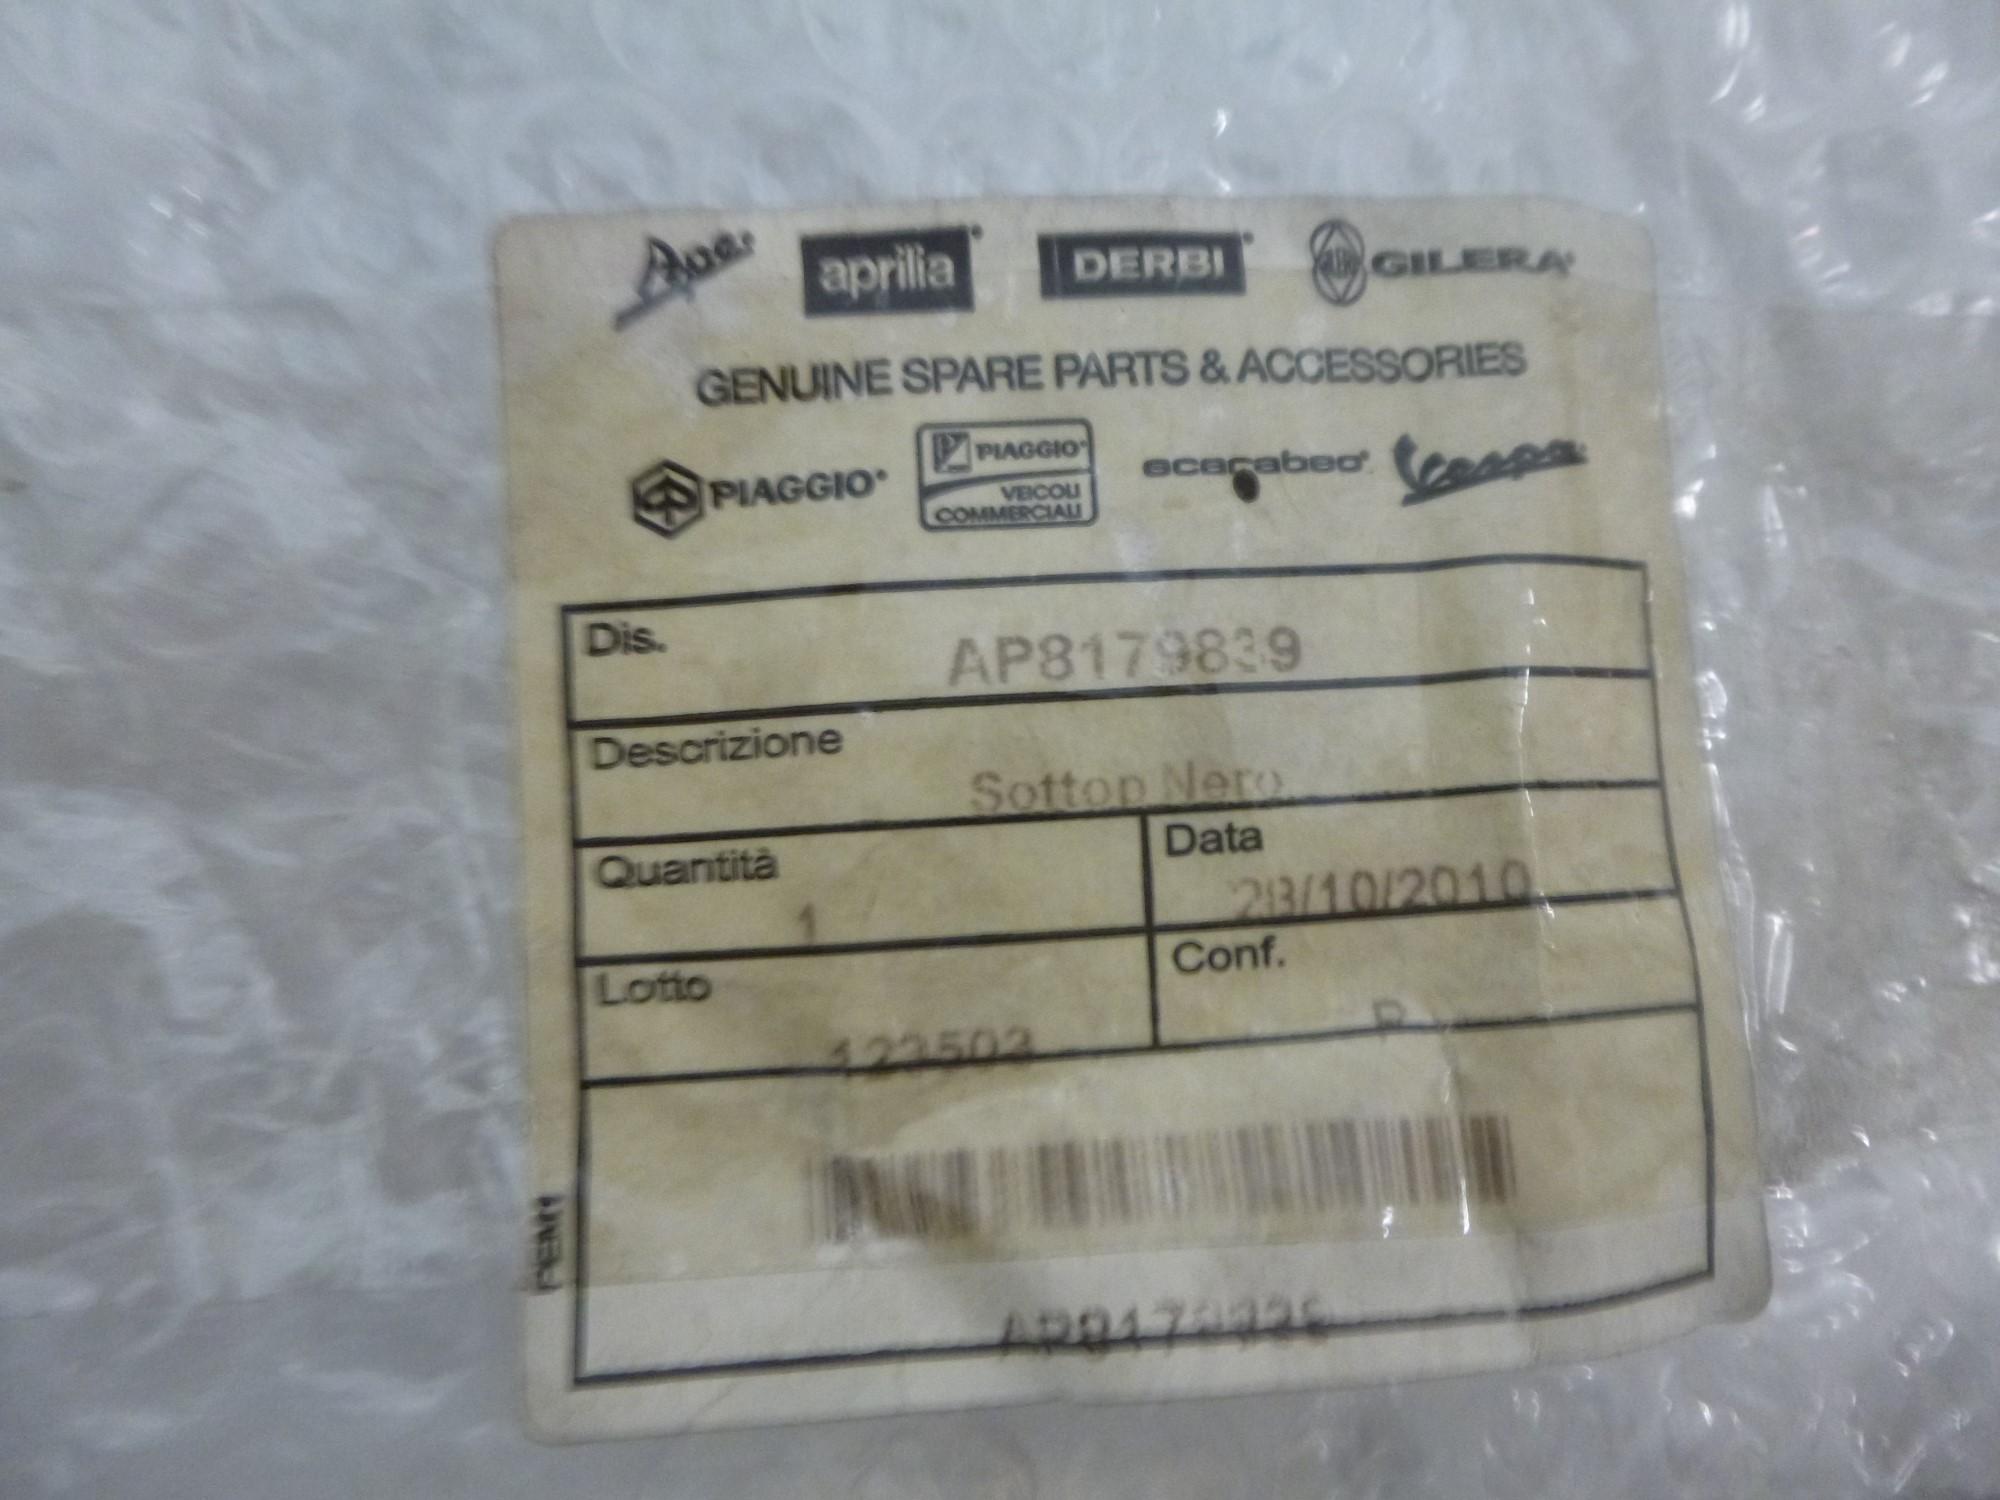 Ape
aprilia DERBI GILERA
GENUINE SPARE PARTS & ACCESSORIES
PIAGGIO PIAGGIO scarabeo Vespa
VEICOLI
COMMERCIALI
Dis. AP8179839
Descrizione
Sottop Nero
Quantità 1
Data 28/10/2010
Lotto 123503
Conf.